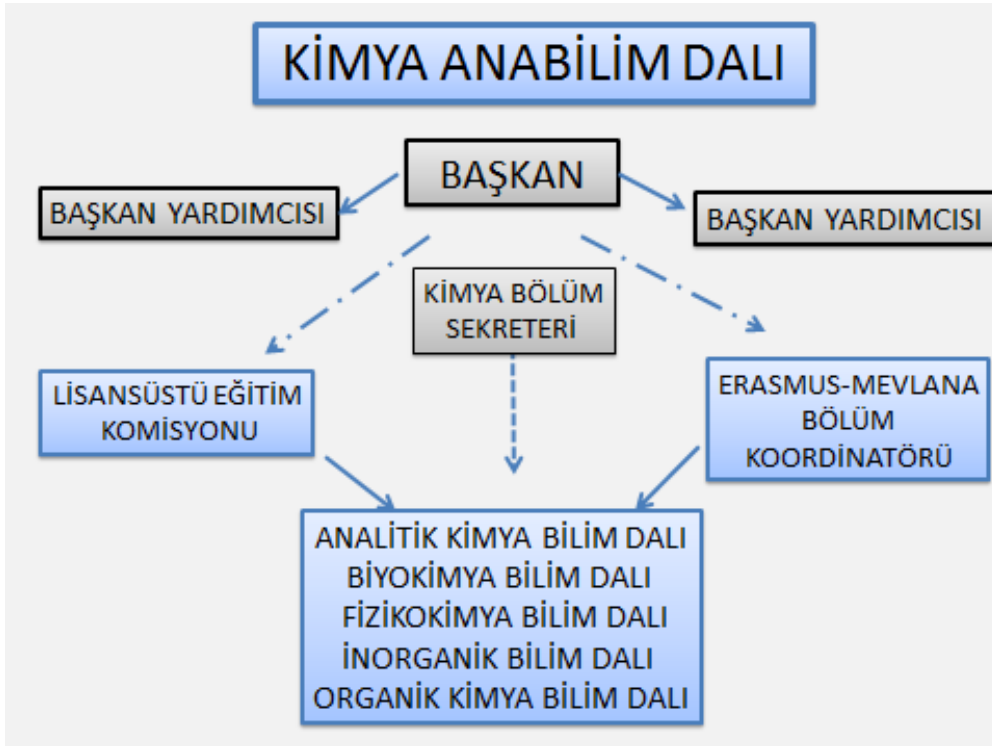 KİMYA ANABİLİM DALI
BAŞKAN
BAŞKAN YARDIMCISI
BAŞKAN YARDIMCISI
KİMYA BÖLÜM
SEKRETERİ
LİSANSÜSTÜ EĞİTİM
KOMİSYONU
ERASMUS-MEVLANA
BÖLÜM
KOORDİNATÖRÜ
ANALİTİK KİMYA BİLİM DALI
BİYOKİMYA BİLİM DALI
FİZİKOKİMYA BİLİM DALI
İNORGANİK BİLİM DALI
ORGANİK KİMYA BİLİM DALI